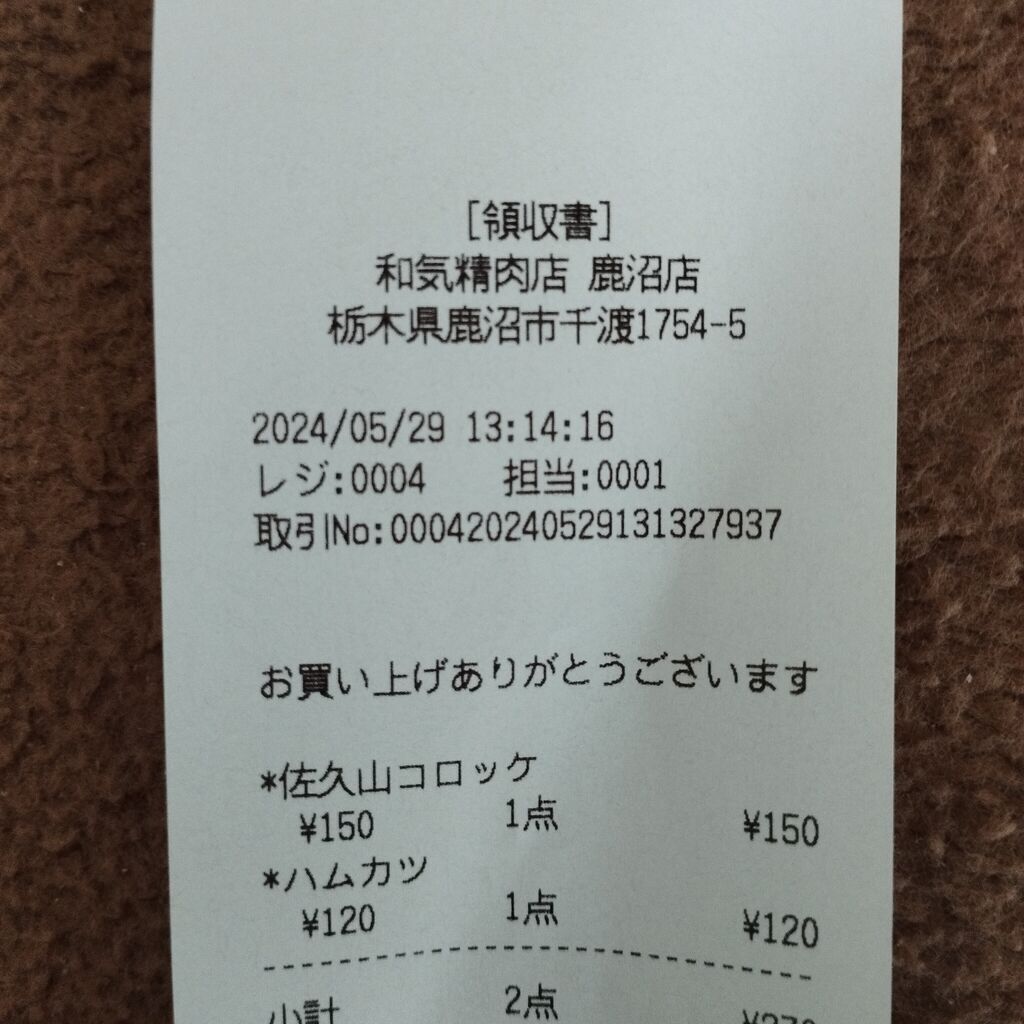 [領収書]
和気精肉店 鹿沼店
栃木県鹿沼市千渡1754-5
2024/05/29 13:14:16
レジ:0004 担当:0001
取引No:000420240529131327937
お買い上げありがとうございます
*佐久山コロッケ
¥150 1点 ¥150
*ハムカツ
¥120 1点 ¥120
小計 2点 ¥270